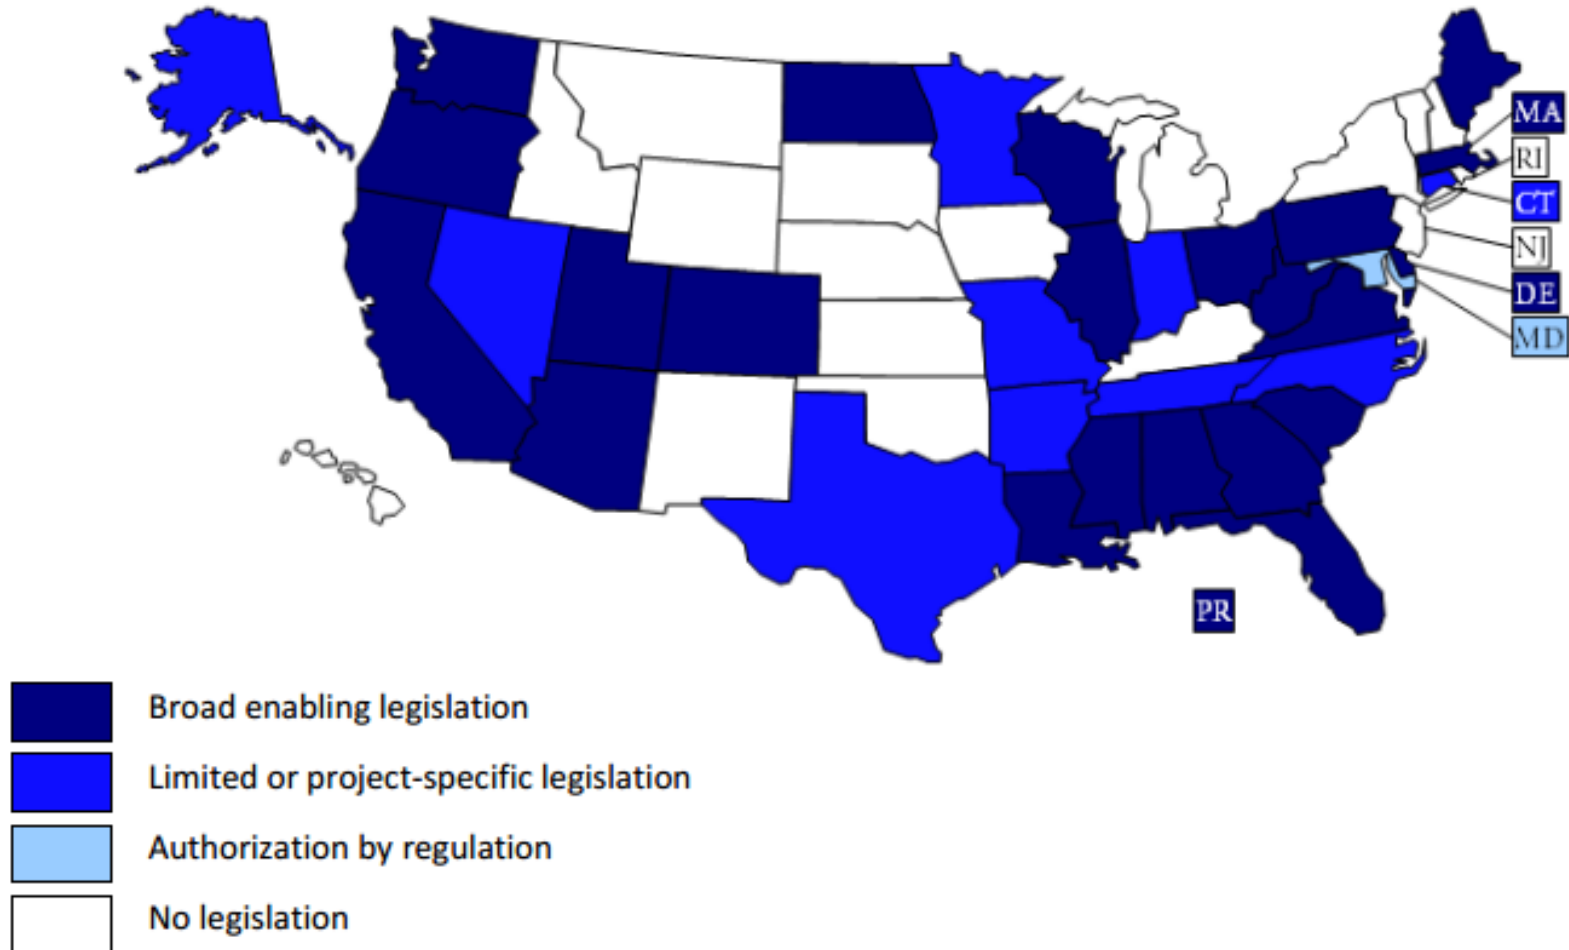 MA
RI
CT
NJ
DE
MD
PR
Broad enabling legislation
Limited or project-specific legislation
Authorization by regulation
No legislation